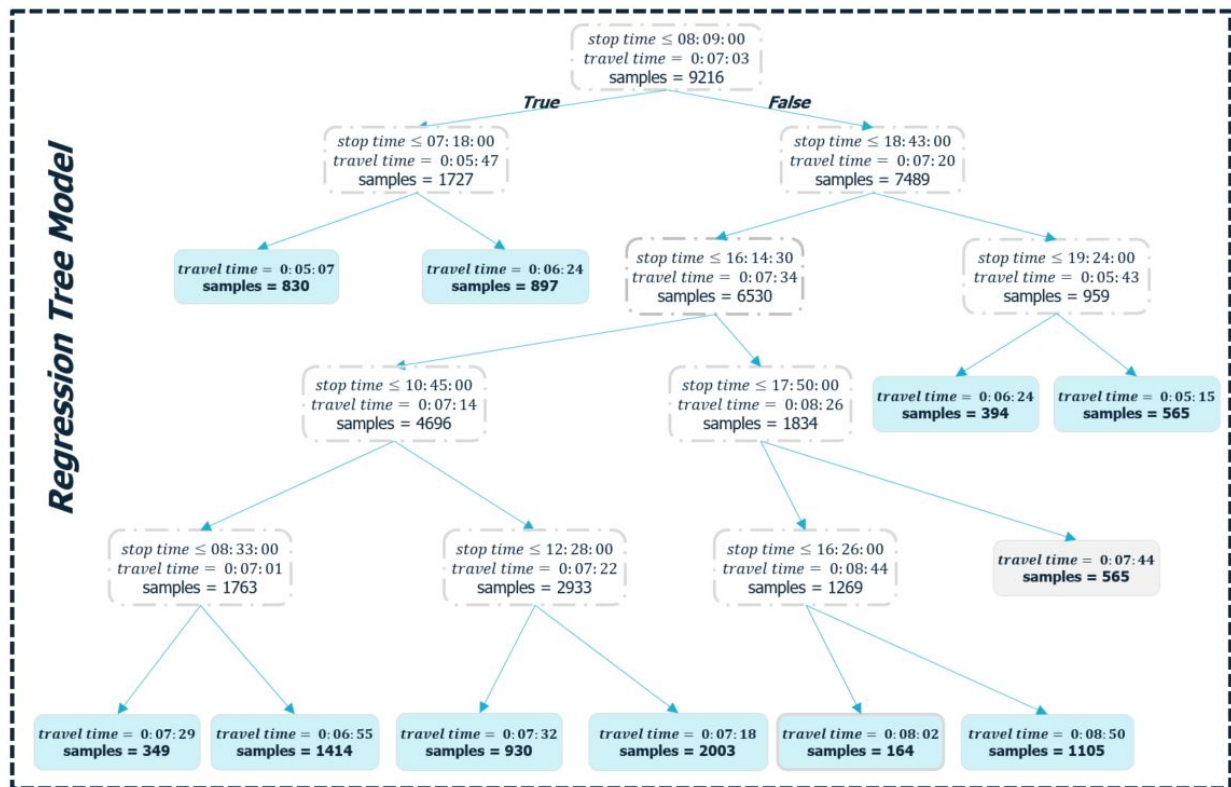 Regression Tree Model
stop time ≤ 08:09:00
travel time = 0:07:03
samples = 9216
True
False
stop time ≤ 07:18:00
travel time = 0:05:47
samples = 1727
stop time ≤ 18:43:00
travel time = 0:07:20
samples = 7489
travel time = 0:05:07
samples = 830
travel time = 0:06:24
samples = 897
stop time ≤ 16:14:30
travel time = 0:07:34
samples = 6530
stop time ≤ 19:24:00
travel time = 0:05:43
samples = 959
stop time ≤ 10:45:00
travel time = 0:07:14
samples = 4696
stop time ≤ 17:50:00
travel time = 0:08:26
samples = 1834
travel time = 0:06:24
samples = 394
travel time = 0:05:15
samples = 565
stop time ≤ 08:33:00
travel time = 0:07:01
samples = 1763
stop time ≤ 12:28:00
travel time = 0:07:22
samples = 2933
stop time ≤ 16:26:00
travel time = 0:08:44
samples = 1269
travel time = 0:07:44
samples = 565
travel time = 0:07:29
samples = 349
travel time = 0:06:55
samples = 1414
travel time = 0:07:32
samples = 930
travel time = 0:07:18
samples = 2003
travel time = 0:08:02
samples = 164
travel time = 0:08:50
samples = 1105